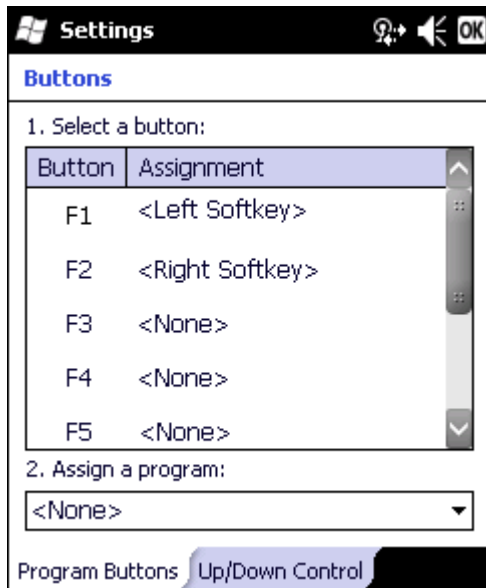 Settings OK
Buttons
1. Select a button:
Button Assignment
F1 <Left Softkey>
F2 <Right Softkey>
F3 <None>
F4 <None>
F5 <None>
2. Assign a program:
<None>
Program Buttons Up/Down Control